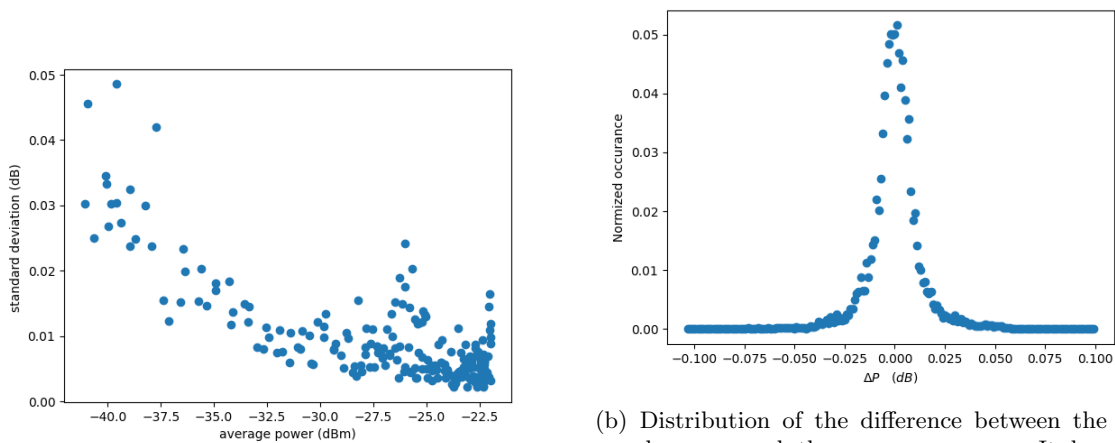 0.05
0.04
0.03
0.02
0.01
0.00
standard deviation (dB)
−40.0 −37.5 −35.0 −32.5 −30.0 −27.5 −25.0 −22.5
average power (dBm)
0.05
0.04
0.03
0.02
0.01
0.00
Normized occurance
−0.100 −0.075 −0.050 −0.025 0.000 0.025 0.050 0.075 0.100
ΔP (dB)
(b) Distribution of the difference between the